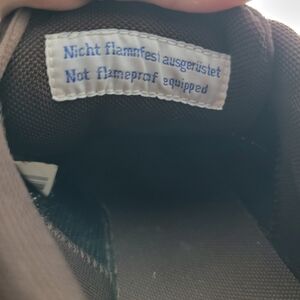 Nicht flammfest ausgerüstet
Not flameproof equipped